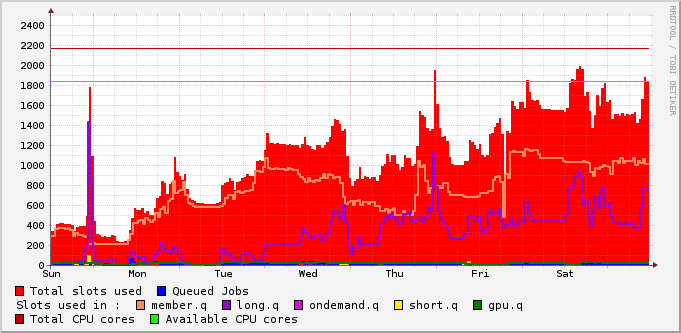 2400
2200
2000
1800
1600
1400
1200
1000
800
600
400
200
0
Sun Mon Tue Wed Thu Fri Sat
RRDTOOL / TOBI OETIKER
Total slots used Queued Jobs
Slots used in : member.q long.q ondemand.q short.q gpu.q
Total CPU cores Available CPU cores